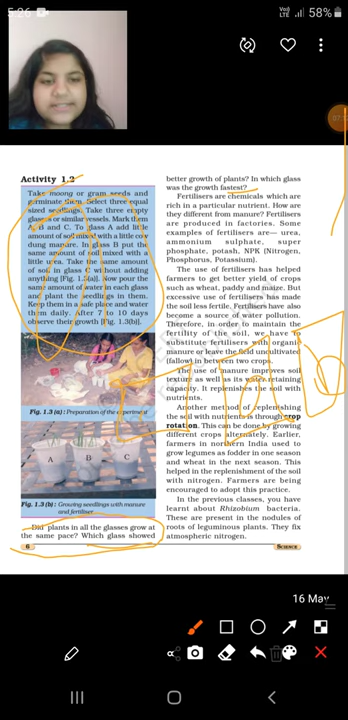 5:26
Voo)
LTE
58%
Activity 1.2
Take moong or gram seeds and
germinate them. Select three equal
sized seedlings. Take three empty
glasses or similar vessels. Mark them
A, B and C. To glass A add little
amount of soil mixed with a little cow
dung manure. In glass B put the
same amount of soil mixed with a
little urea. Take the same amount
of soil in glass C without adding
anything [Fig. 1.3(a)]. Now pour the
same amount of water in each glass
and plant the seedlings in them.
Keep them in a safe place and water
them daily. After 7 to 10 days
observe their growth [Fig. 1.3(b)].
Fig. 1.3 (a) : Preparation of the experiment
A B C
Fig. 1.3 (b) : Growing seedlings with manure
and fertiliser
Did plants in all the glasses grow at
the same pace? Which glass showed
6
better growth of plants? In which glass
was the growth fastest?
Fertilisers are chemicals which are
rich in a particular nutrient. How are
they different from manure? Fertilisers
are produced in factories. Some
examples of fertilisers are— urea,
ammonium sulphate, super
phosphate, potash, NPK (Nitrogen,
Phosphorus, Potassium).
The use of fertilisers has helped
farmers to get better yield of crops
such as wheat, paddy and maize. But
excessive use of fertilisers has made
the soil less fertile. Fertilisers have also
become a source of water pollution.
Therefore, in order to maintain the
fertility of the soil, we have to
substitute fertilisers with organic
manure or leave the field uncultivated
(fallow) in between two crops.
The use of manure improves soil
texture as well as its water retaining
capacity. It replenishes the soil with
nutrients.
Another method of replenishing
the soil with nutrients is through crop
rotation. This can be done by growing
different crops alternately. Earlier,
farmers in northern India used to
grow legumes as fodder in one season
and wheat in the next season. This
helped in the replenishment of the soil
with nitrogen. Farmers are being
encouraged to adopt this practice.
In the previous classes, you have
learnt about Rhizobium bacteria.
These are present in the nodules of
roots of leguminous plants. They fix
atmospheric nitrogen.
SCIENCE
16 May